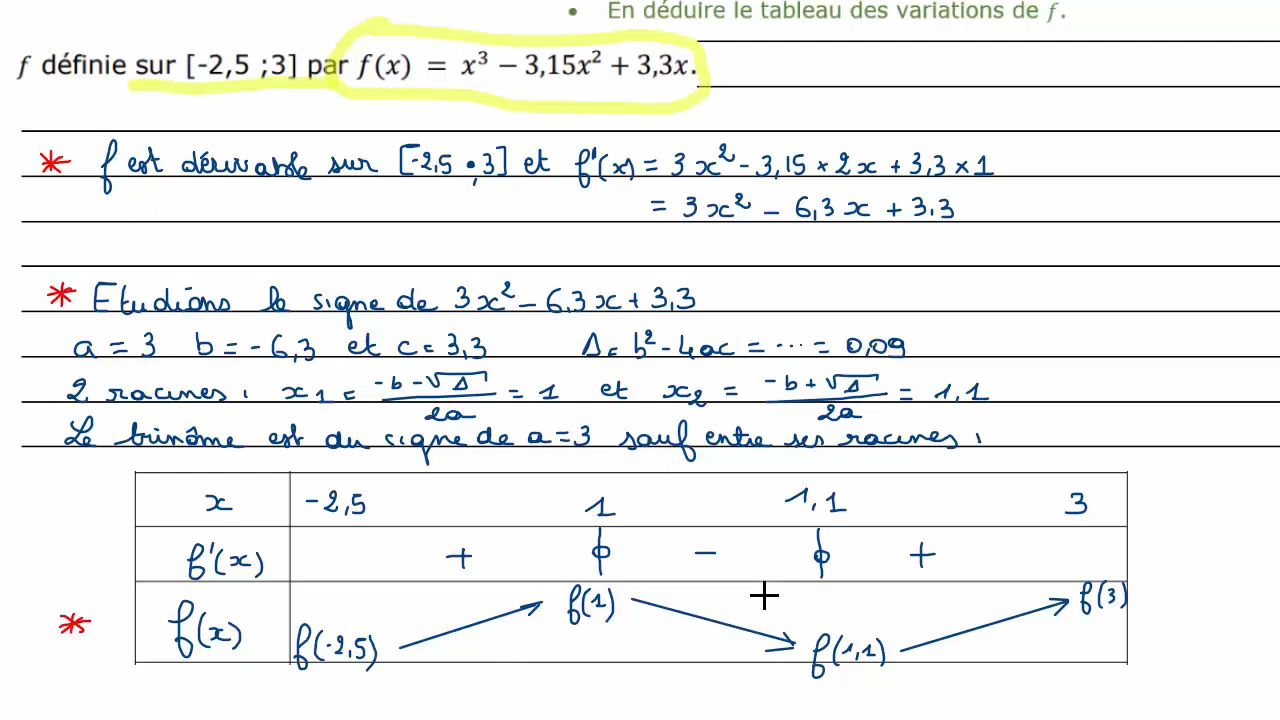 • En déduire le tableau des variations de f.
f définie sur [-2,5 ;3] par f(x) = x³ − 3,15x² + 3,3x.
* f est dérivable sur [-2,5 ; 3] et f'(x) = 3x² - 3,15 × 2x + 3,3 × 1
= 3x² - 6,3x + 3,3
* Etudions le signe de 3x² - 6,3x + 3,3
a = 3 b = -6,3 et c = 3,3 Δ = b² - 4ac = ... = 0,09
2 racines : x₁ = (-b - √Δ)/2a = 1 et x₂ = (-b + √Δ)/2a = 1,1
Le trinôme est du signe de a = 3 sauf entre ses racines :
x -2,5 1 1,1 3
f'(x) + 0 - 0 +
* f(x) f(-2,5) f(1) f(1,1) f(3)